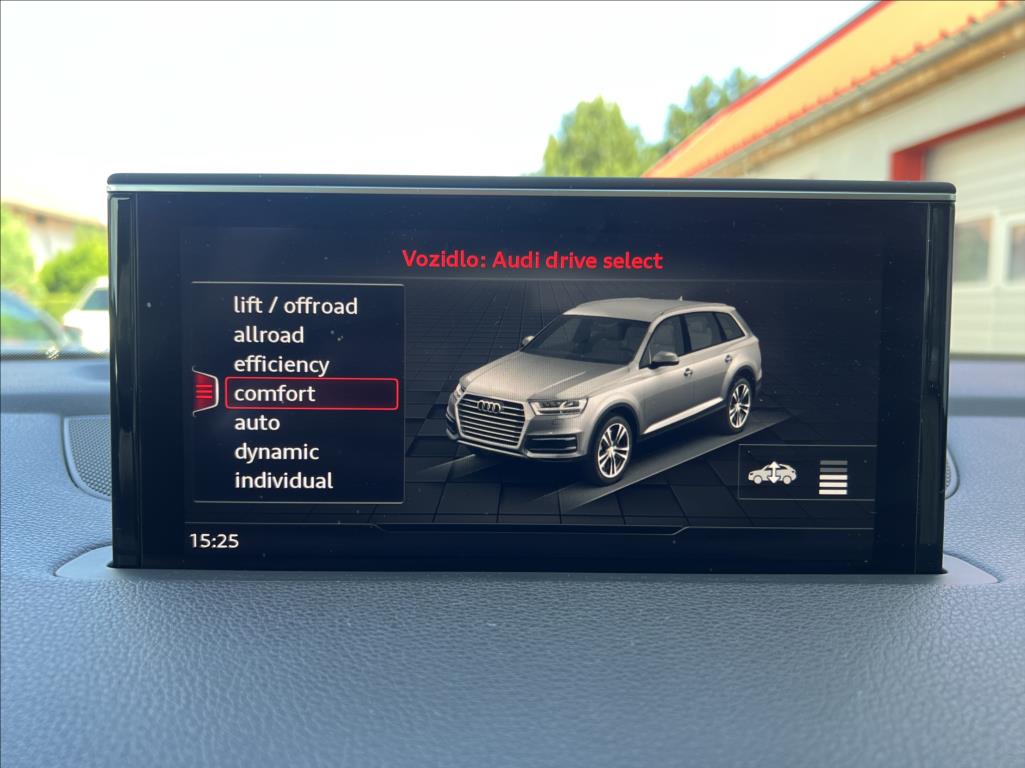 Vozidlo: Audi drive select
lift / offroad
allroad
efficiency
comfort
auto
dynamic
individual
15:25